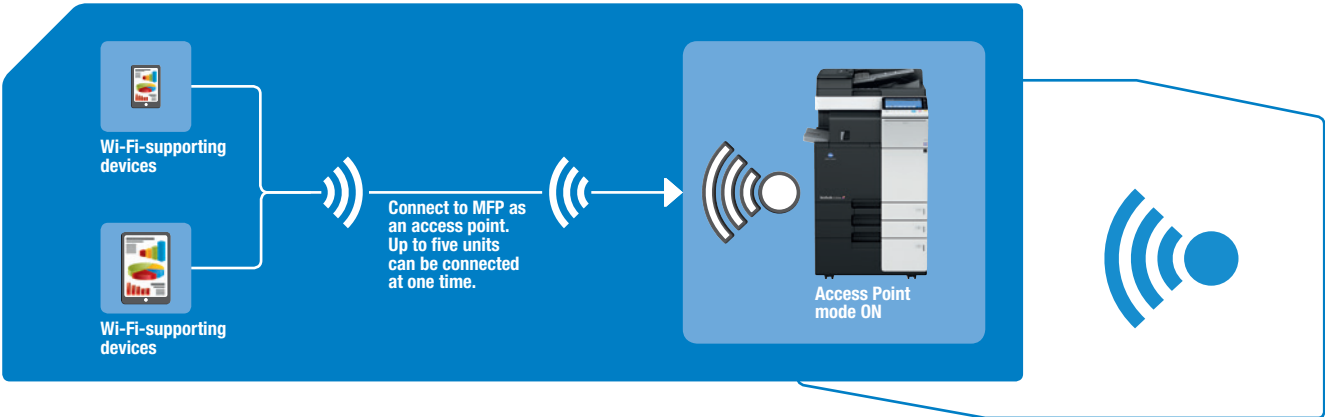 Wi-Fi-supporting
devices
Wi-Fi-supporting
devices
Connect to MFP as
an access point.
Up to five units
can be connected
at one time.
Access Point
mode ON